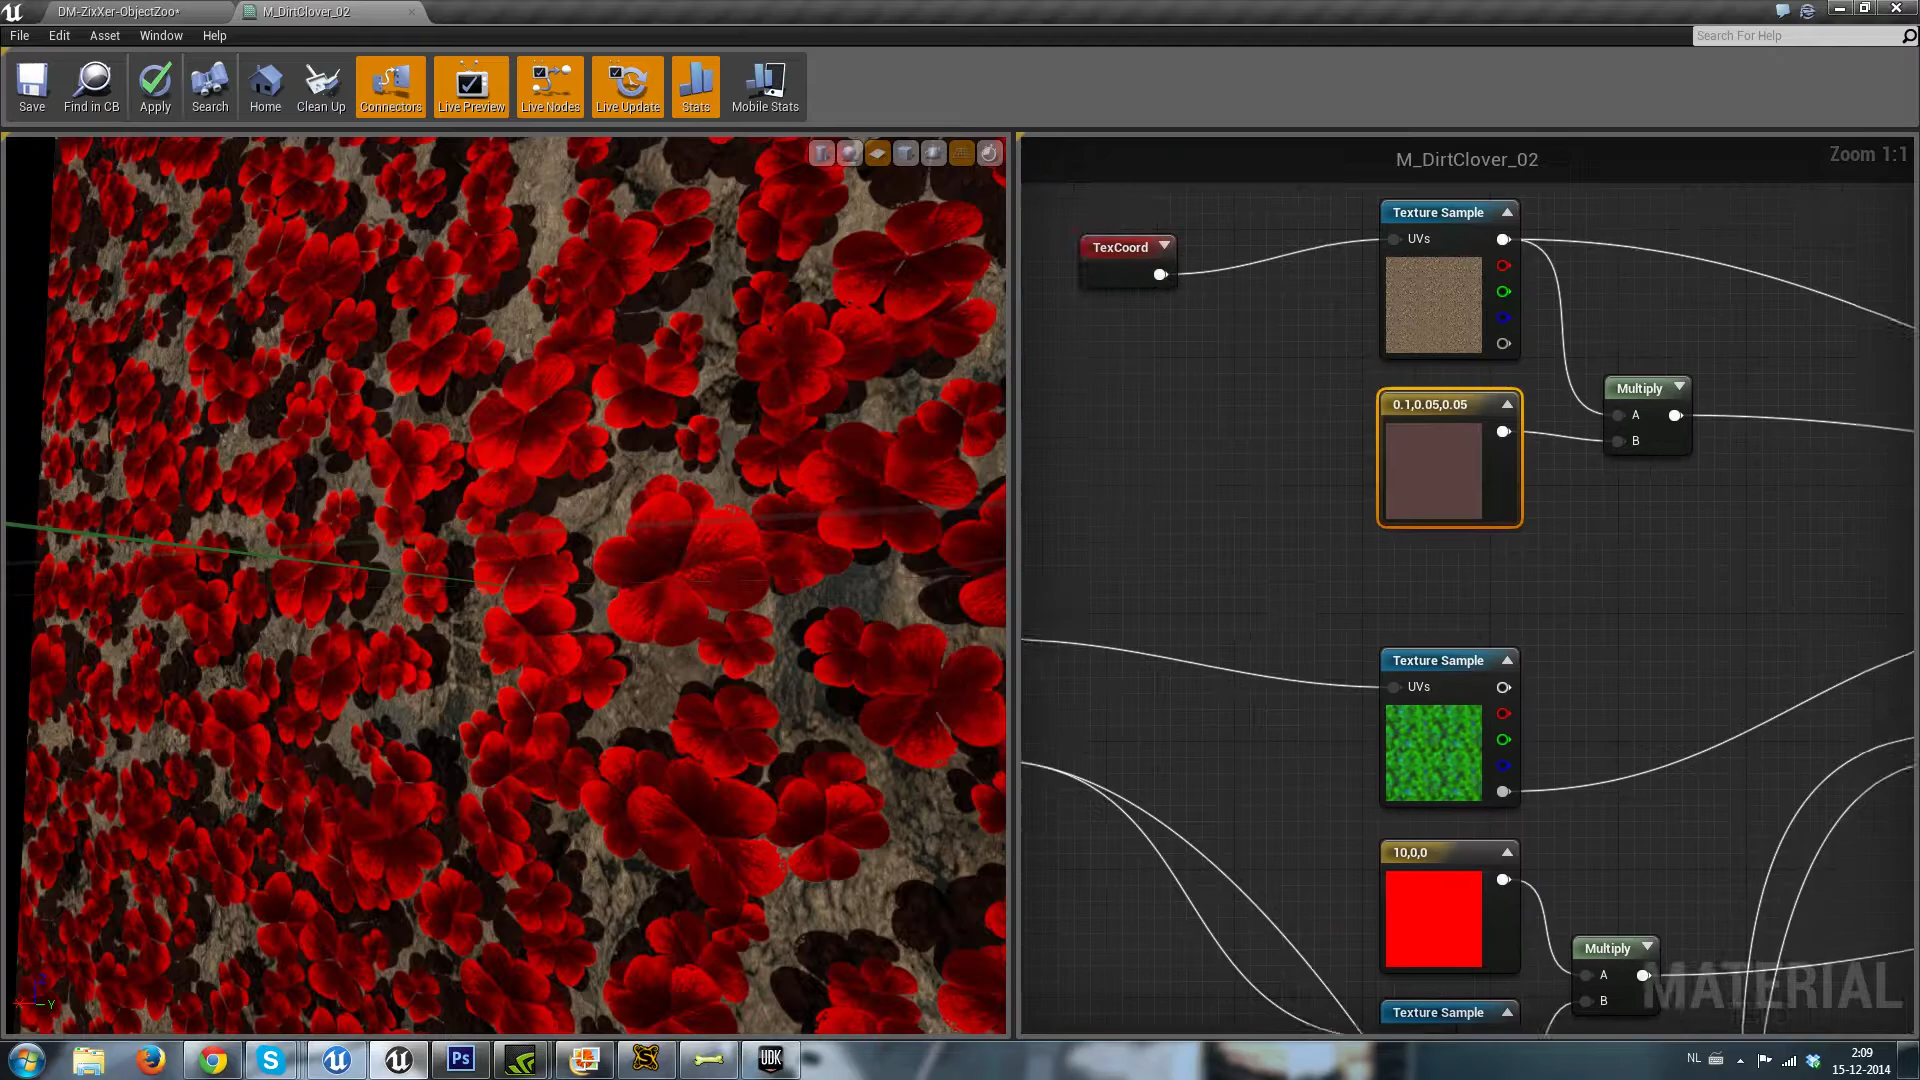 DM-ZixXer-ObjectZoo*
M_DirtClover_02
File Edit Asset Window Help
Search For Help
Save Find in CB Apply Search Home Clean Up Connectors Live Preview Live Nodes Live Update Stats Mobile Stats
M_DirtClover_02
Zoom 1:1
Texture Sample
UVs
TexCoord
Multiply
A
B
0.1,0.05,0.05
Texture Sample
UVs
10,0,0
Multiply
A
B
MATERIAL
Texture Sample
Y
Ps
UDK
NL
2:09
15-12-2014